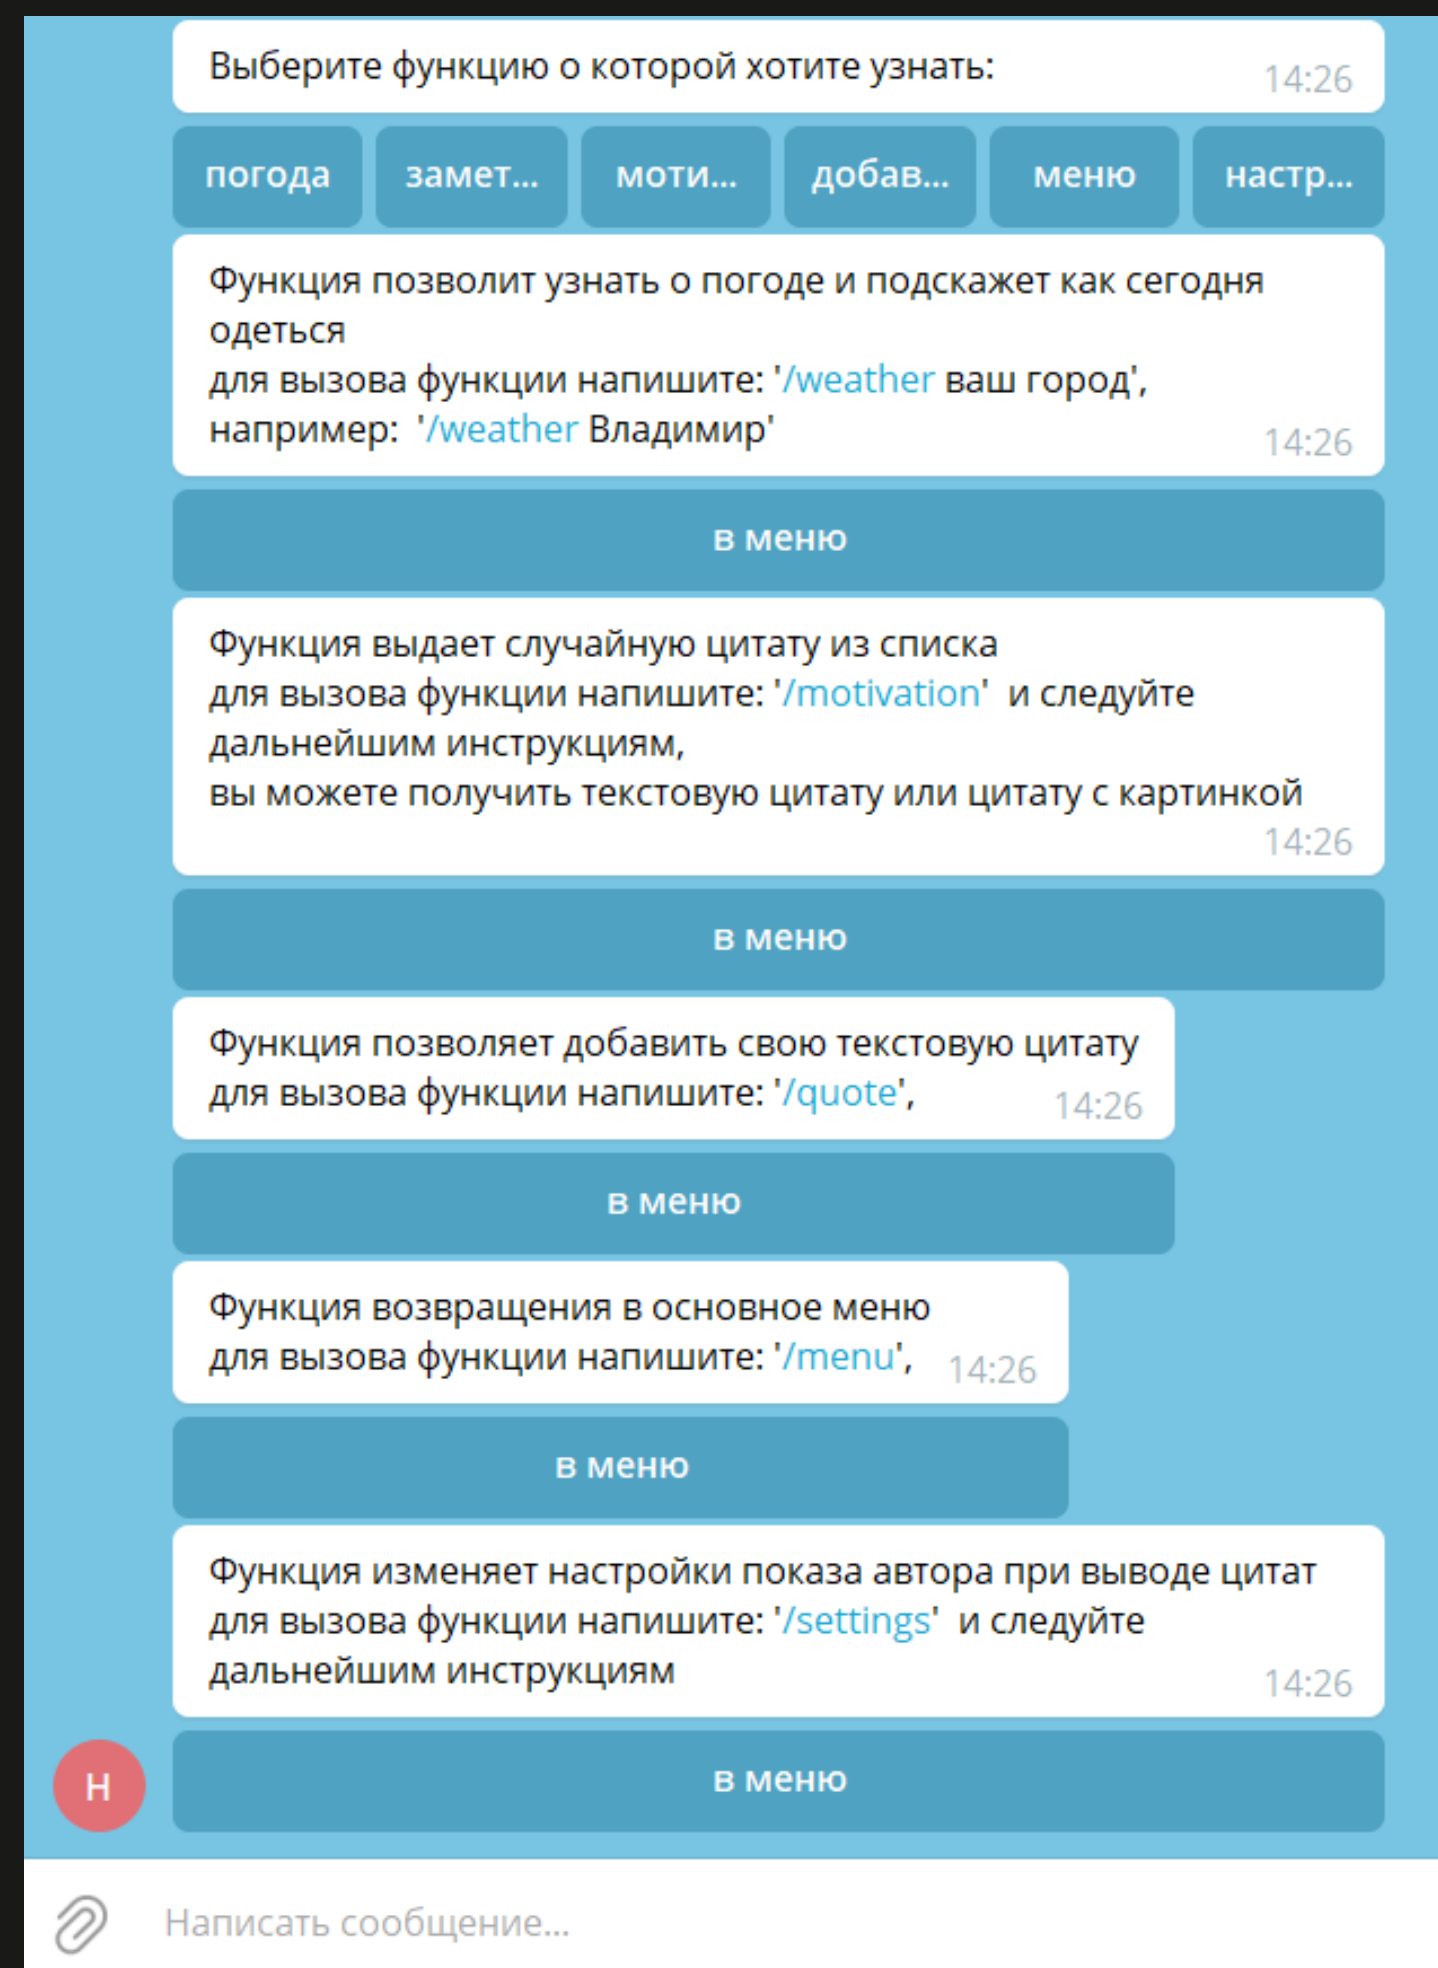 Выберите функцию о которой хотите узнать:
14:26
погода замет... моти... добав... меню настр...
Функция позволит узнать о погоде и подскажет как сегодня
одеться
для вызова функции напишите: '/weather ваш город',
например:  '/weather Владимир'
14:26
в меню
Функция выдает случайную цитату из списка
для вызова функции напишите: '/motivation'  и следуйте
дальнейшим инструкциям,
вы можете получить текстовую цитату или цитату с картинкой
14:26
в меню
Функция позволяет добавить свою текстовую цитату
для вызова функции напишите: '/quote',
14:26
в меню
Функция возвращения в основное меню
для вызова функции напишите: '/menu',
14:26
в меню
Функция изменяет настройки показа автора при выводе цитат
для вызова функции напишите: '/settings'  и следуйте
дальнейшим инструкциям
14:26
Н
в меню
Написать сообщение...